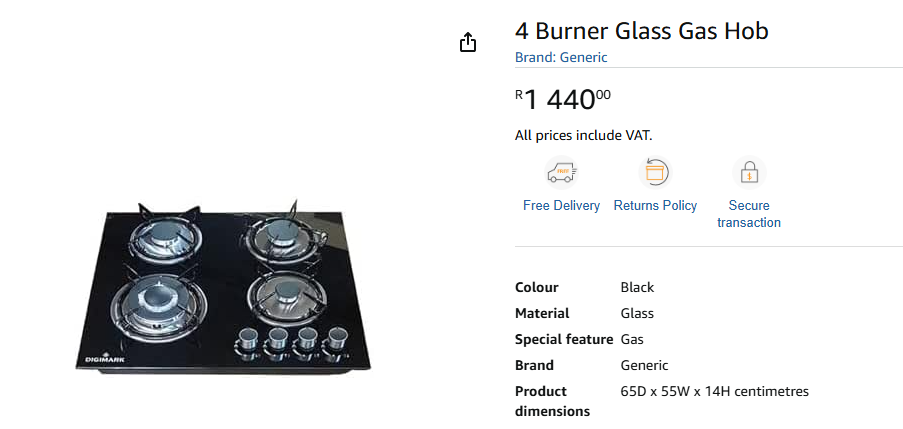 4 Burner Glass Gas Hob
Brand: Generic
R1 44000
All prices include VAT.
FREE
Free Delivery
Returns Policy
$
Secure
transaction
Colour Black
Material Glass
Special feature Gas
Brand Generic
Product 65D x 55W x 14H centimetres
dimensions
DIGIMARK